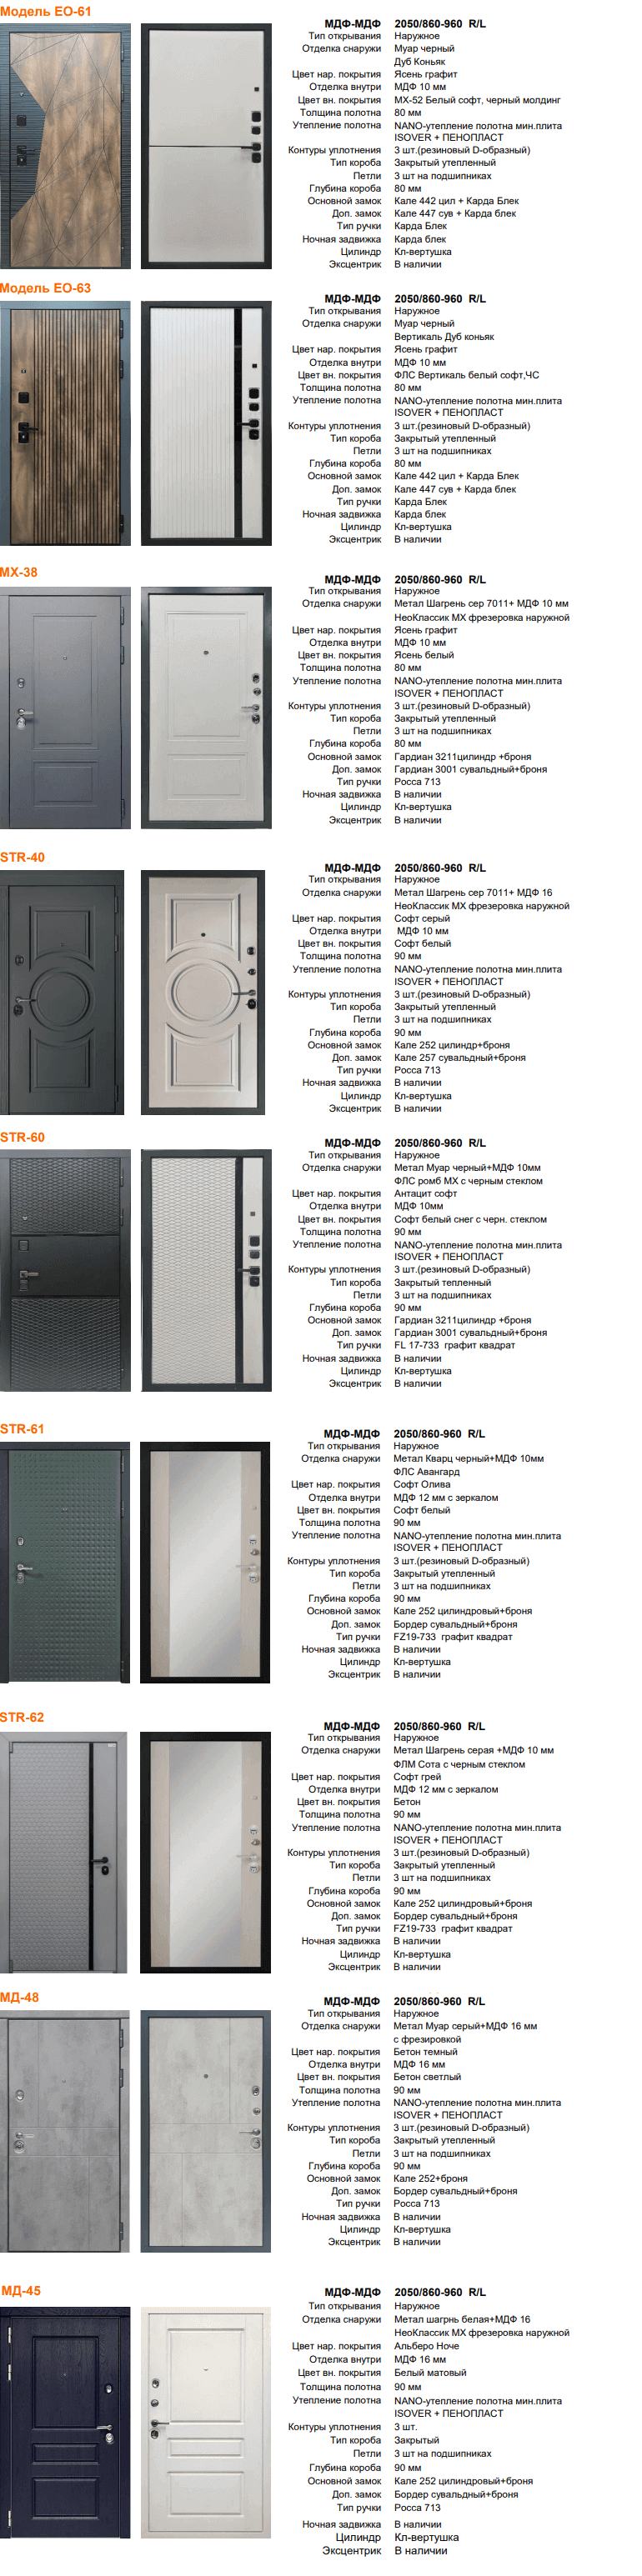 Модель ЕО-61
МДФ-МДФ 2050/860-960 R/L
Тип открывания Наружное
Отделка снаружи Муар черный
Дуб Коньяк
Цвет нар. покрытия Ясень графит
Отделка внутри МДФ 10 мм
Цвет вн. покрытия МХ-52 Белый софт, черный молдинг
Толщина полотна 80 мм
Утепление полотна NANO-утепление полотна мин.плита
ISOVER + ПЕНОПЛАСТ
Контуры уплотнения 3 шт.(резиновый D-образный)
Тип короба Закрытый утепленный
Петли 3 шт на подшипниках
Глубина короба 80 мм
Основной замок Кале 442 цил + Карда Блек
Доп. замок Кале 447 сув + Карда блек
Тип ручки Карда Блек
Ночная задвижка Карда блек
Цилиндр Кл-вертушка
Эксцентрик В наличии
Модель ЕО-63
МДФ-МДФ 2050/860-960 R/L
Тип открывания Наружное
Отделка снаружи Муар черный
Вертикаль Дуб коньяк
Цвет нар. покрытия Ясень графит
Отделка внутри МДФ 10 мм
Цвет вн. покрытия ФЛС Вертикаль белый софт,ЧС
Толщина полотна 80 мм
Утепление полотна NANO-утепление полотна мин.плита
ISOVER + ПЕНОПЛАСТ
Контуры уплотнения 3 шт.(резиновый D-образный)
Тип короба Закрытый утепленный
Петли 3 шт на подшипниках
Глубина короба 80 мм
Основной замок Кале 442 цил + Карда Блек
Доп. замок Кале 447 сув + Карда блек
Тип ручки Карда Блек
Ночная задвижка Карда блек
Цилиндр Кл-вертушка
Эксцентрик В наличии
МХ-38
МДФ-МДФ 2050/860-960 R/L
Тип открывания Наружное
Отделка снаружи Метал Шагрень сер 7011+ МДФ 10 мм
НеоКлассик МХ фрезеровка наружной
Цвет нар. покрытия Ясень графит
Отделка внутри МДФ 10 мм
Цвет вн. покрытия Ясень белый
Толщина полотна 80 мм
Утепление полотна NANO-утепление полотна мин.плита
ISOVER + ПЕНОПЛАСТ
Контуры уплотнения 3 шт.(резиновый D-образный)
Тип короба Закрытый утепленный
Петли 3 шт на подшипниках
Глубина короба 80 мм
Основной замок Гардиан 3211цилиндр +броня
Доп. замок Гардиан 3001 сувальный+броня
Тип ручки Росса 713
Ночная задвижка В наличии
Цилиндр Кл-вертушка
Эксцентрик В наличии
STR-40
МДФ-МДФ 2050/860-960 R/L
Тип открывания Наружное
Отделка снаружи Метал Шагрень сер 7011+ МДФ 16
НеоКлассик МХ фрезеровка наружной
Цвет нар. покрытия Софт серый
Отделка внутри МДФ 10 мм
Цвет вн. покрытия Софт белый
Толщина полотна 90 мм
Утепление полотна NANO-утепление полотна мин.плита
ISOVER + ПЕНОПЛАСТ
Контуры уплотнения 3 шт.(резиновый D-образный)
Тип короба Закрытый утепленный
Петли 3 шт на подшипниках
Глубина короба 90 мм
Основной замок Кале 252 цилиндр+броня
Доп. замок Кале 257 сувальдный+броня
Тип ручки Росса 713
Ночная задвижка В наличии
Цилиндр Кл-вертушка
Эксцентрик В наличии
STR-60
МДФ-МДФ 2050/860-960 R/L
Тип открывания Наружное
Отделка снаружи Метал Муар черный+МДФ 10мм
ФЛС ромб МХ с черным стеклом
Цвет нар. покрытия Антацит софт
Отделка внутри МДФ 10мм
Цвет вн. покрытия Софт белый снег с черн. стеклом
Толщина полотна 90 мм
Утепление полотна NANO-утепление полотна мин.плита
ISOVER + ПЕНОПЛАСТ
Контуры уплотнения 3 шт.(резиновый D-образный)
Тип короба Закрытый тепленный
Петли 3 шт на подшипниках
Глубина короба 90 мм
Основной замок Гардиан 3211цилиндр +броня
Доп. замок Гардиан 3001 сувальный+броня
Тип ручки FL 17-733 графит квадрат
Ночная задвижка В наличии
Цилиндр Кл-вертушка
Эксцентрик В наличии
STR-61
МДФ-МДФ 2050/860-960 R/L
Тип открывания Наружное
Отделка снаружи Метал Кварц черный+МДФ 10мм
ФЛС Авангард
Цвет нар. покрытия Софт Олива
Отделка внутри МДФ 12 мм с зеркалом
Цвет вн. покрытия Софт белый
Толщина полотна 90 мм
Утепление полотна NANO-утепление полотна мин.плита
ISOVER + ПЕНОПЛАСТ
Контуры уплотнения 3 шт.(резиновый D-образный)
Тип короба Закрытый утепленный
Петли 3 шт на подшипниках
Глубина короба 90 мм
Основной замок Кале 252 цилиндровый+броня
Доп. замок Бордер сувальдный+броня
Тип ручки FZ19-733 графит квадрат
Ночная задвижка В наличии
Цилиндр Кл-вертушка
Эксцентрик В наличии
STR-62
МДФ-МДФ 2050/860-960 R/L
Тип открывания Наружное
Отделка снаружи Метал Шагрень серая +МДФ 10 мм
ФЛМ Сота с черным стеклом
Цвет нар. покрытия Софт грей
Отделка внутри МДФ 12 мм с зеркалом
Цвет вн. покрытия Бетон
Толщина полотна 90 мм
Утепление полотна NANO-утепление полотна мин.плита
ISOVER + ПЕНОПЛАСТ
Контуры уплотнения 3 шт.(резиновый D-образный)
Тип короба Закрытый утепленный
Петли 3 шт на подшипниках
Глубина короба 90 мм
Основной замок Кале 252 цилиндровый+броня
Доп. замок Бордер сувальдный+броня
Тип ручки FZ19-733 графит квадрат
Ночная задвижка В наличии
Цилиндр Кл-вертушка
Эксцентрик В наличии
МД-48
МДФ-МДФ 2050/860-960 R/L
Тип открывания Наружное
Отделка снаружи Метал Муар серый+МДФ 16 мм
с фрезировкой
Цвет нар. покрытия Бетон темный
Отделка внутри МДФ 16 мм
Цвет вн. покрытия Бетон светлый
Толщина полотна 90 мм
Утепление полотна NANO-утепление полотна мин.плита
ISOVER + ПЕНОПЛАСТ
Контуры уплотнения 3 шт.(резиновый D-образный)
Тип короба Закрытый утепленный
Петли 3 шт на подшипниках
Глубина короба 90 мм
Основной замок Кале 252+броня
Доп. замок Бордер сувальдный+броня
Тип ручки Росса 713
Ночная задвижка В наличии
Цилиндр Кл-вертушка
Эксцентрик В наличии
МД-45
МДФ-МДФ 2050/860-960 R/L
Тип открывания Наружное
Отделка снаружи Метал шагрнь белая+МДФ 16
НеоКлассик МХ фрезеровка наружной
Цвет нар. покрытия Альберо Ноче
Отделка внутри МДФ 16 мм
Цвет вн. покрытия Белый матовый
Толщина полотна 90 мм
Утепление полотна NANO-утепление полотна мин.плита
ISOVER + ПЕНОПЛАСТ
Контуры уплотнения 3 шт.
Тип короба Закрытый
Петли 3 шт на подшипниках
Глубина короба 90 мм
Основной замок Кале 252 цилиндровый+броня
Доп. замок Бордер сувальдный+броня
Тип ручки Росса 713
Ночная задвижка В наличии
Цилиндр Кл-вертушка
Эксцентрик В наличии